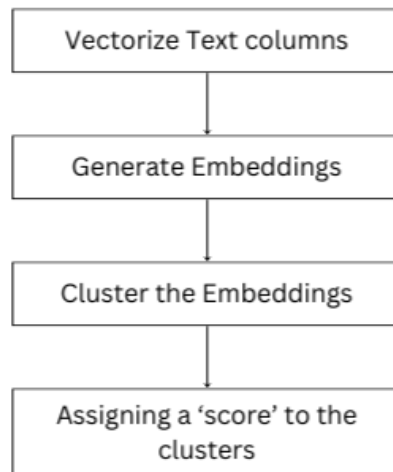 Vectorize Text columns
Generate Embeddings
Cluster the Embeddings
Assigning a ‘score’ to the
clusters